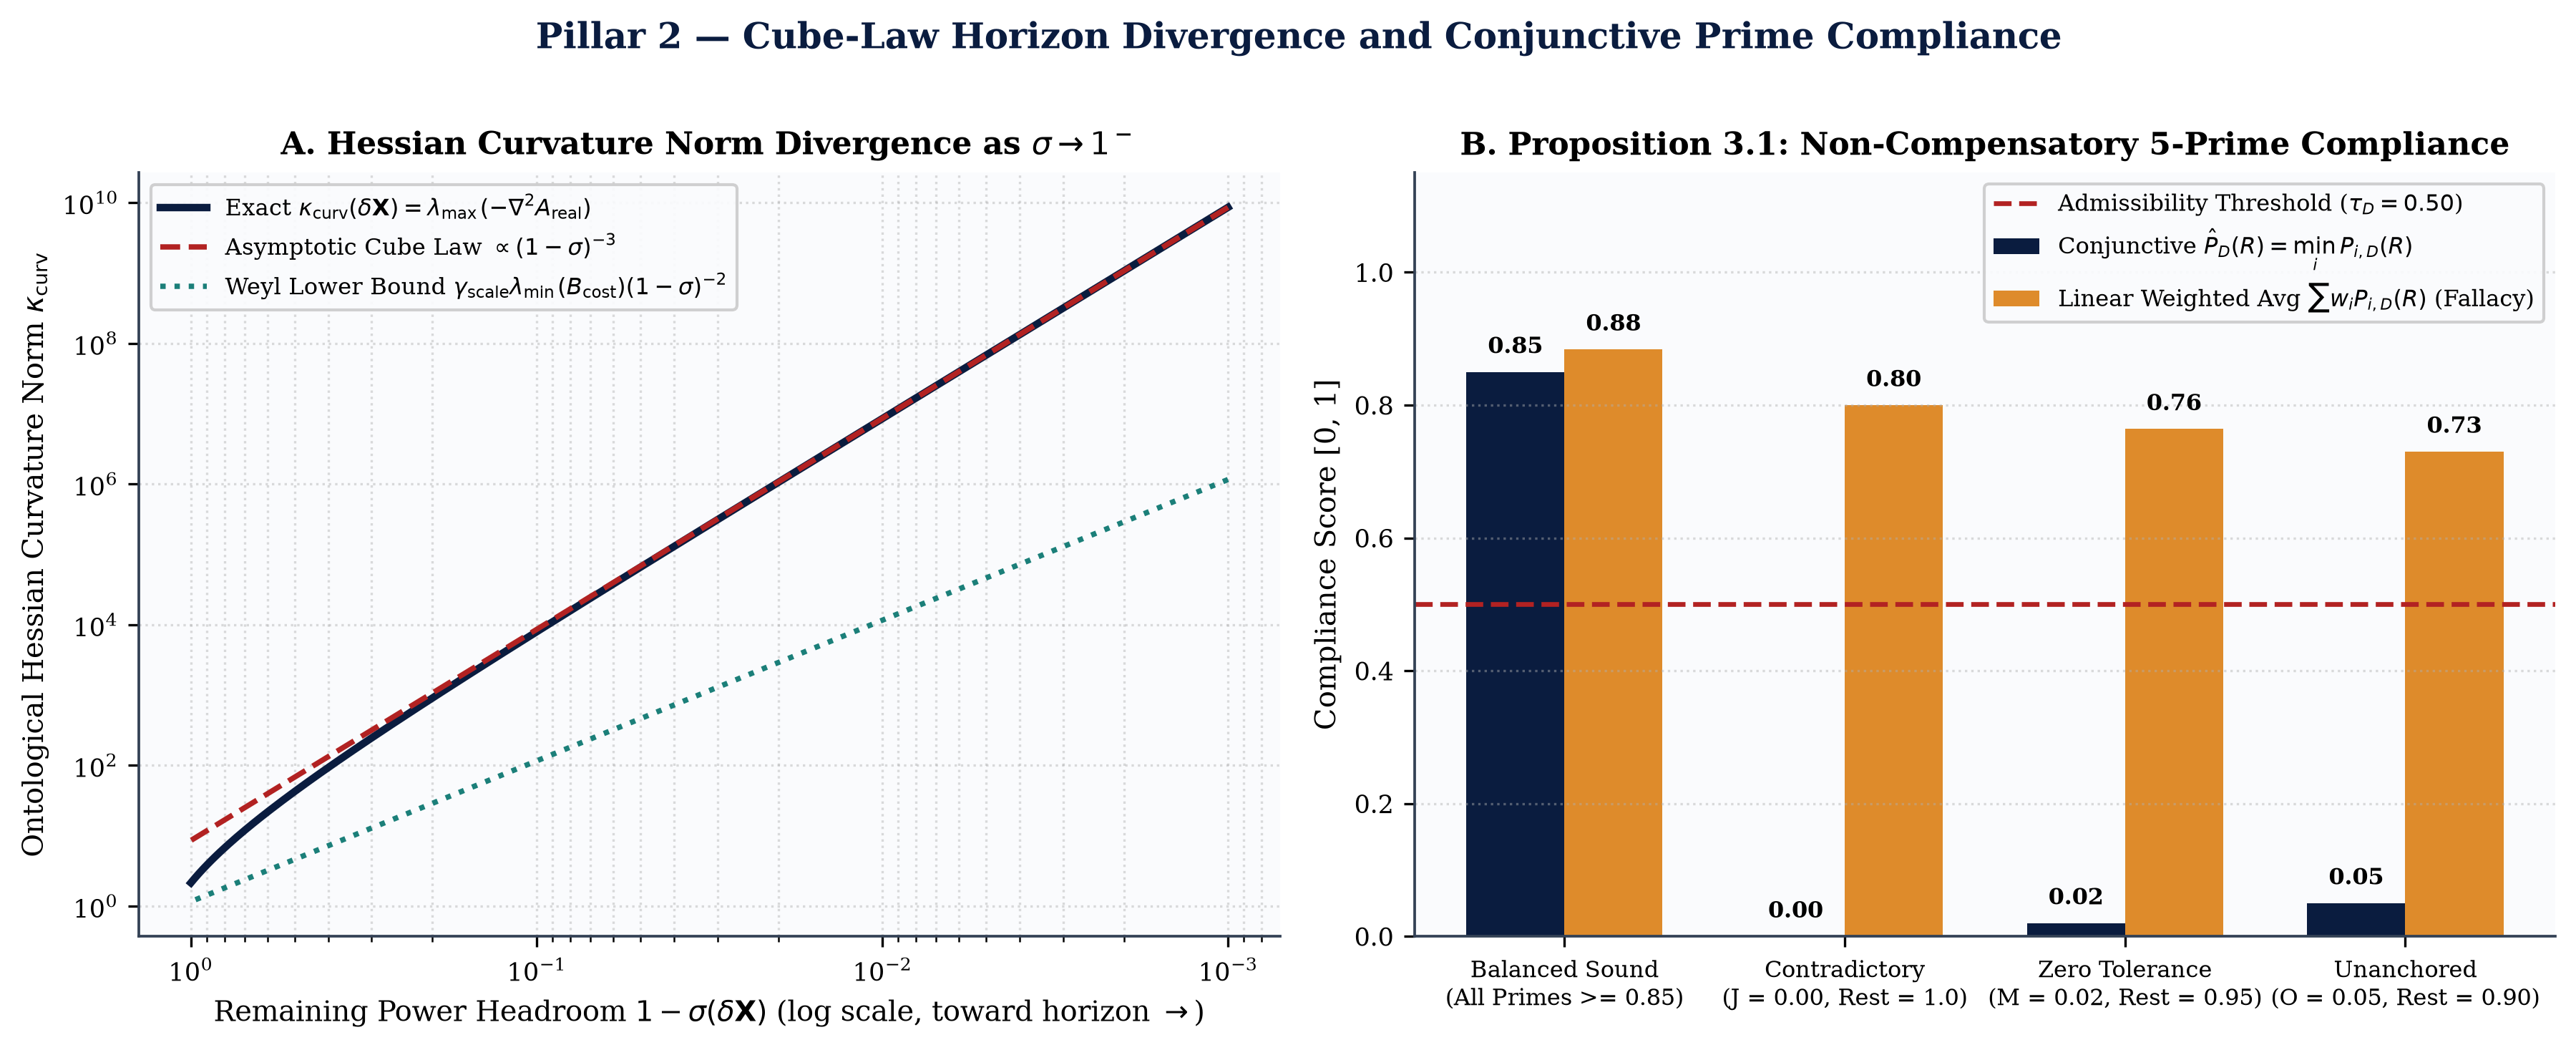 Pillar 2 — Cube-Law Horizon Divergence and Conjunctive Prime Compliance
A. Hessian Curvature Norm Divergence as σ → 1⁻
Exact κ_curv(δ𝐗) = λ_max(−∇²A_real)
Asymptotic Cube Law ∝ (1 − σ)⁻³
Weyl Lower Bound γ_scale λ_min(B_cost)(1 − σ)⁻²
Ontological Hessian Curvature Norm κ_curv
10¹⁰
10⁸
10⁶
10⁴
10²
10⁰
10⁰ 10⁻¹ 10⁻² 10⁻³
Remaining Power Headroom 1 − σ(δ𝐗) (log scale, toward horizon →)
B. Proposition 3.1: Non-Compensatory 5-Prime Compliance
Admissibility Threshold (τ_D = 0.50)
Conjunctive P̂_D(R) = min_i P_{i,D}(R)
Linear Weighted Avg ∑w_iP_{i,D}(R) (Fallacy)
Compliance Score [0, 1]
1.0
0.8
0.6
0.4
0.2
0.0
0.85 0.88
0.00 0.80
0.02 0.76
0.05 0.73
Balanced Sound
(All Primes >= 0.85)
Contradictory
(J = 0.00, Rest = 1.0)
Zero Tolerance
(M = 0.02, Rest = 0.95)
Unanchored
(O = 0.05, Rest = 0.90)